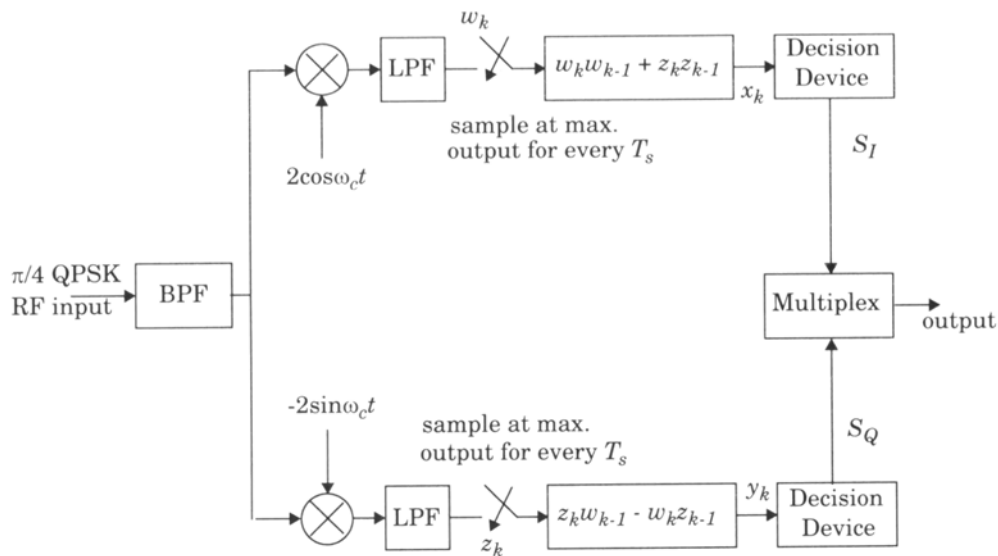 w_k
LPF
w_k w_{k-1} + z_k z_{k-1}
x_k
Decision
Device
sample at max.
output for every T_s
2cosω_c t
S_I
π/4 QPSK
RF input
BPF
Multiplex
output
-2sinω_c t
sample at max.
output for every T_s
S_Q
LPF
z_k
z_k w_{k-1} - w_k z_{k-1}
y_k
Decision
Device